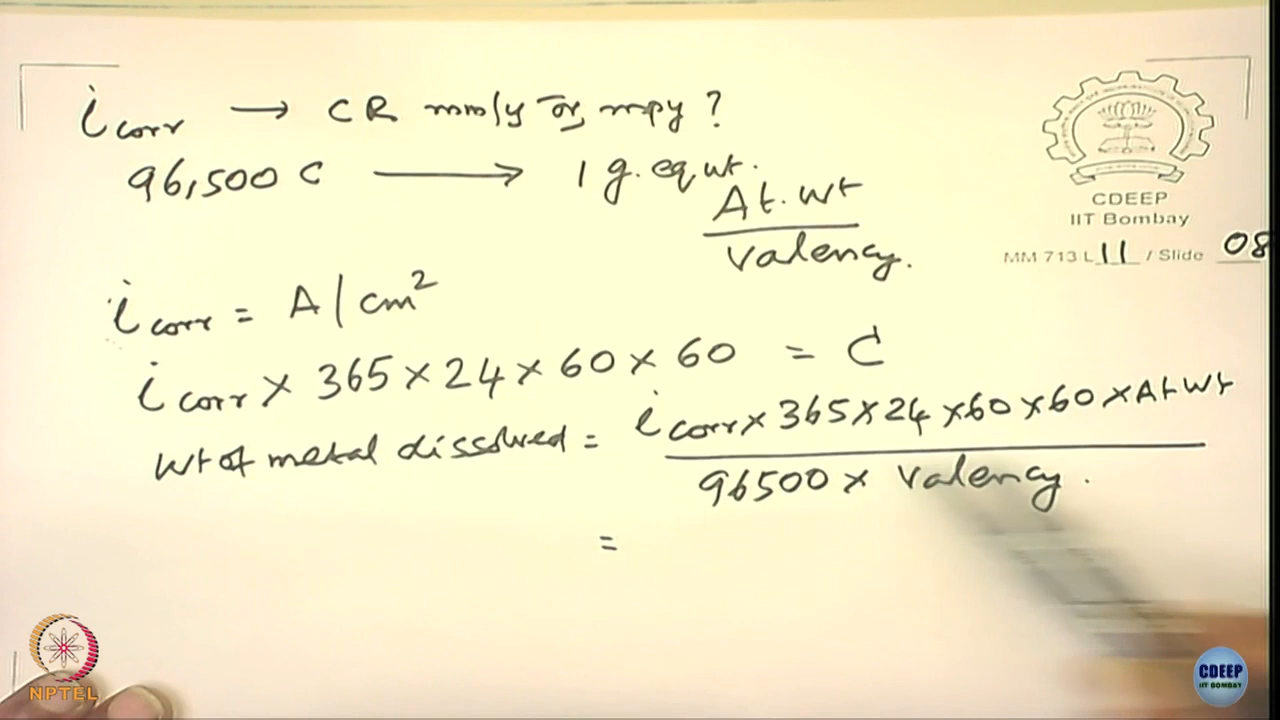 i corr → CR mm/y or mpy ?
96,500 C → 1 g. eq wt.
At. wt
valency.
i corr = A/cm²
i corr × 365 × 24 × 60 × 60 = C
wt of metal dissolved = i corr × 365 × 24 × 60 × 60 × At wt
96500 × valency.
=
CDEEP
IIT Bombay
MM 713 L 11 / Slide 08
NPTEL
CDEEP
IIT BOMBAY